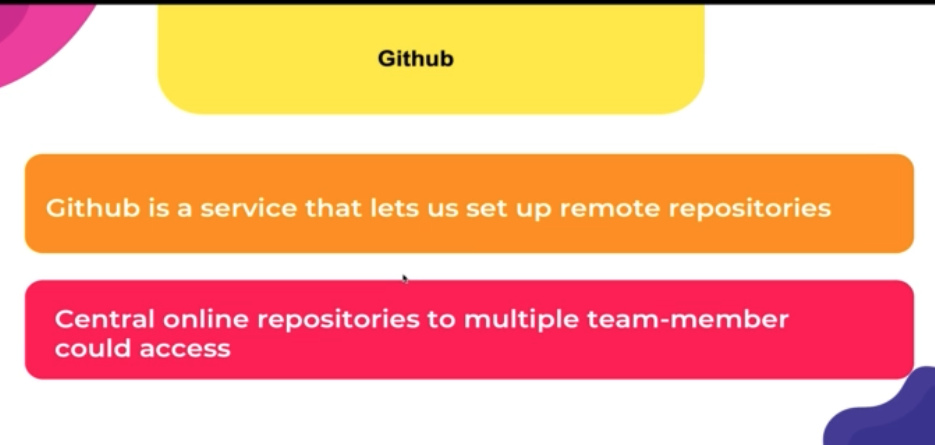 Github
Github is a service that lets us set up remote repositories
Central online repositories to multiple team-member
could access